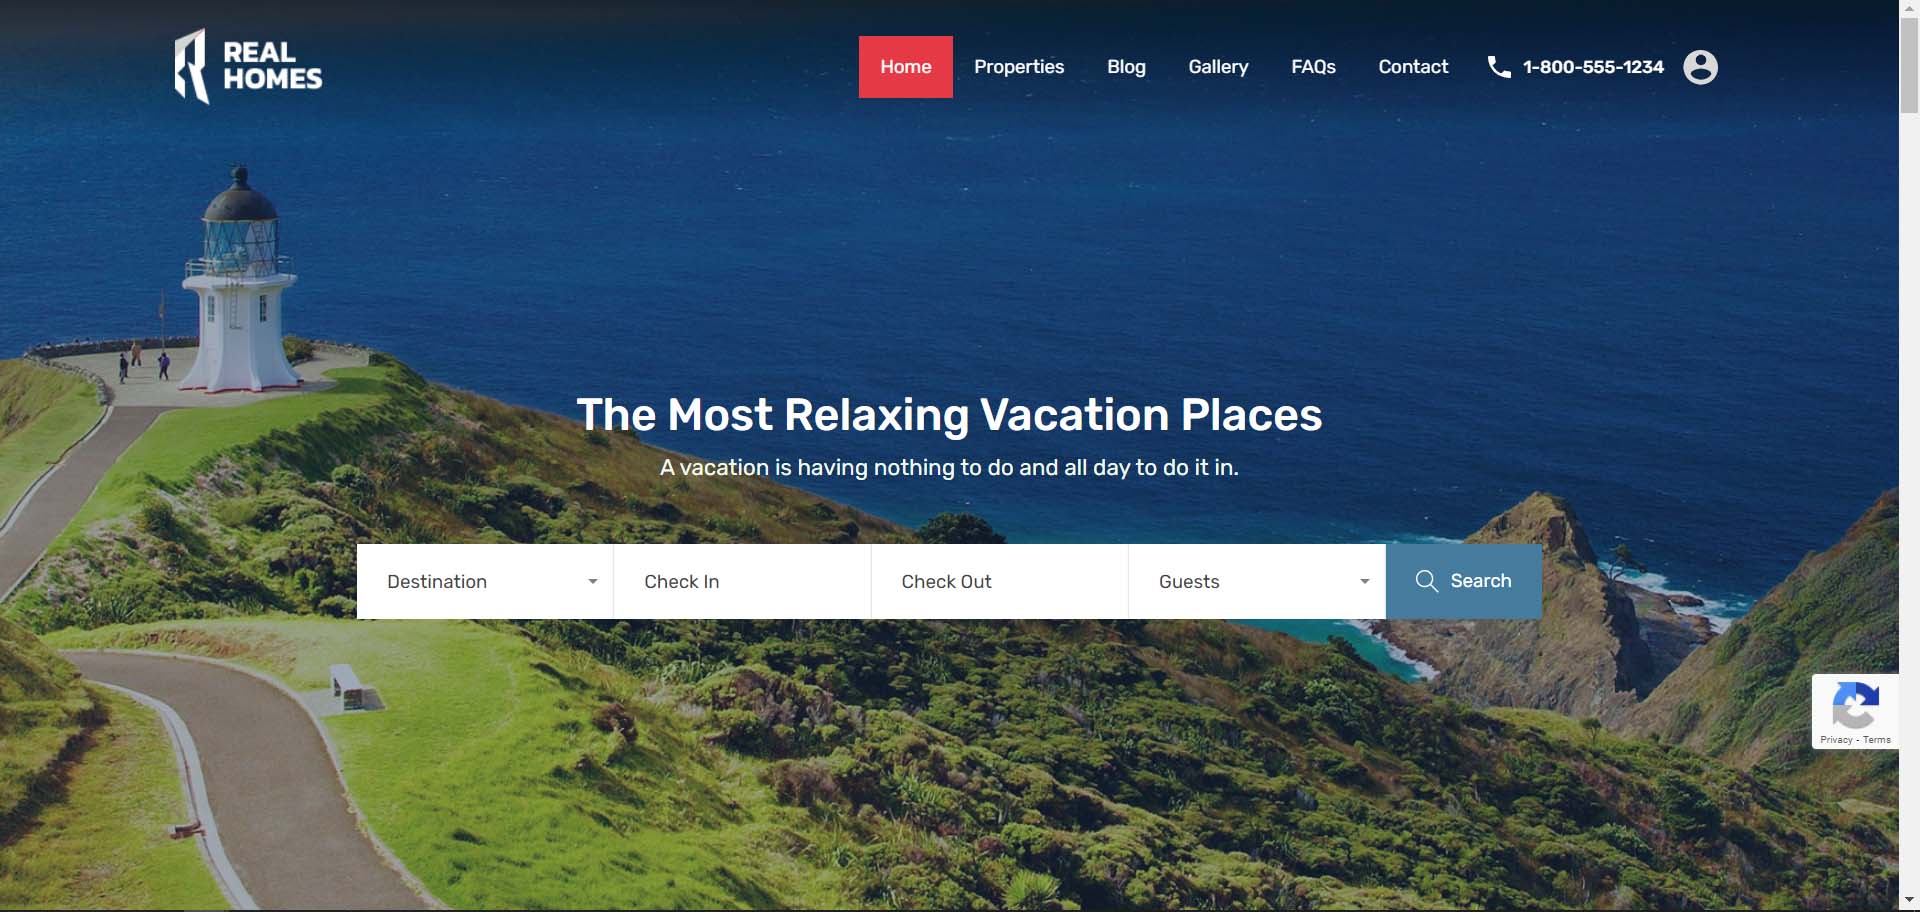 REAL
HOMES
Home Properties Blog Gallery FAQs Contact 1-800-555-1234
The Most Relaxing Vacation Places
A vacation is having nothing to do and all day to do it in.
Destination Check In Check Out Guests Search
Privacy - Terms